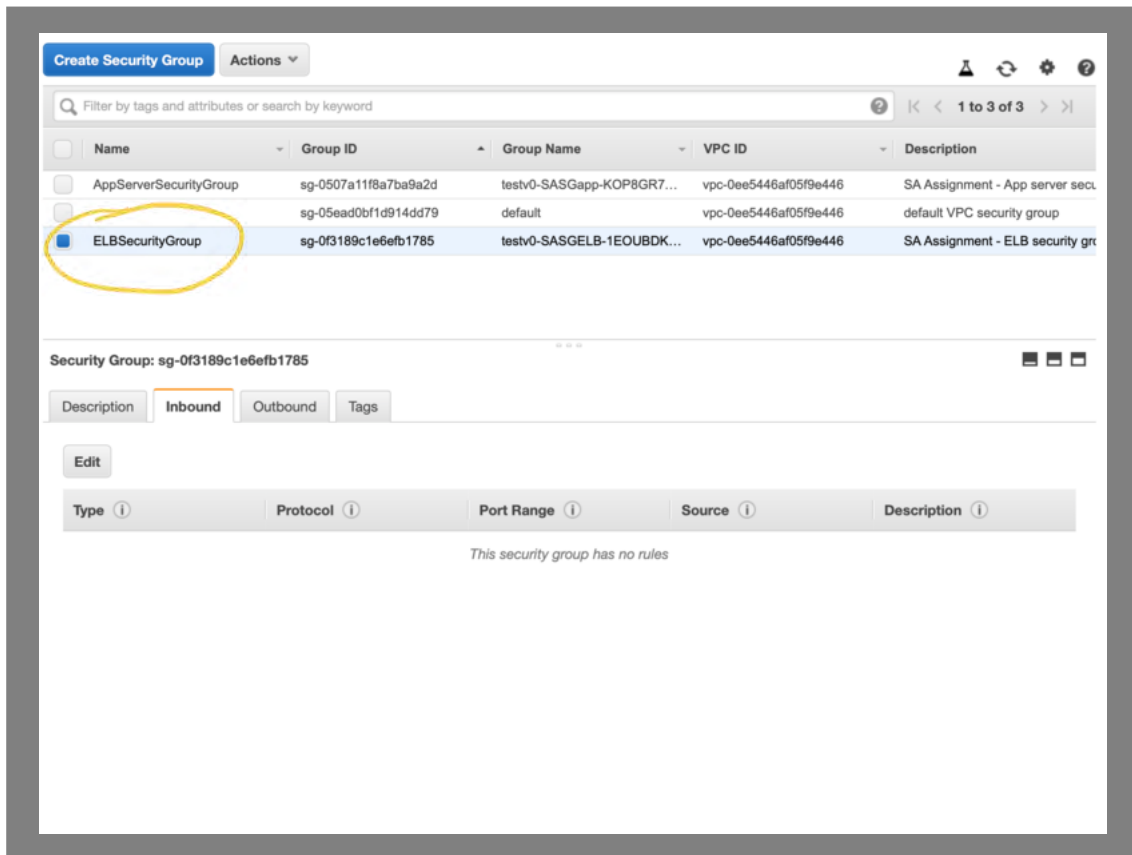 Create Security Group Actions
Filter by tags and attributes or search by keyword 1 to 3 of 3
Name Group ID Group Name VPC ID Description
AppServerSecurityGroup sg-0507a11f8a7ba9a2d testv0-SASGapp-KOP8GR7... vpc-0ee5446af05f9e446 SA Assignment - App server secu
sg-05ead0bf1d914dd79 default vpc-0ee5446af05f9e446 default VPC security group
ELBSecurityGroup sg-0f3189c1e6efb1785 testv0-SASGELB-1EOUBDK... vpc-0ee5446af05f9e446 SA Assignment - ELB security gro
Security Group: sg-0f3189c1e6efb1785
Description Inbound Outbound Tags
Edit
Type Protocol Port Range Source Description
This security group has no rules